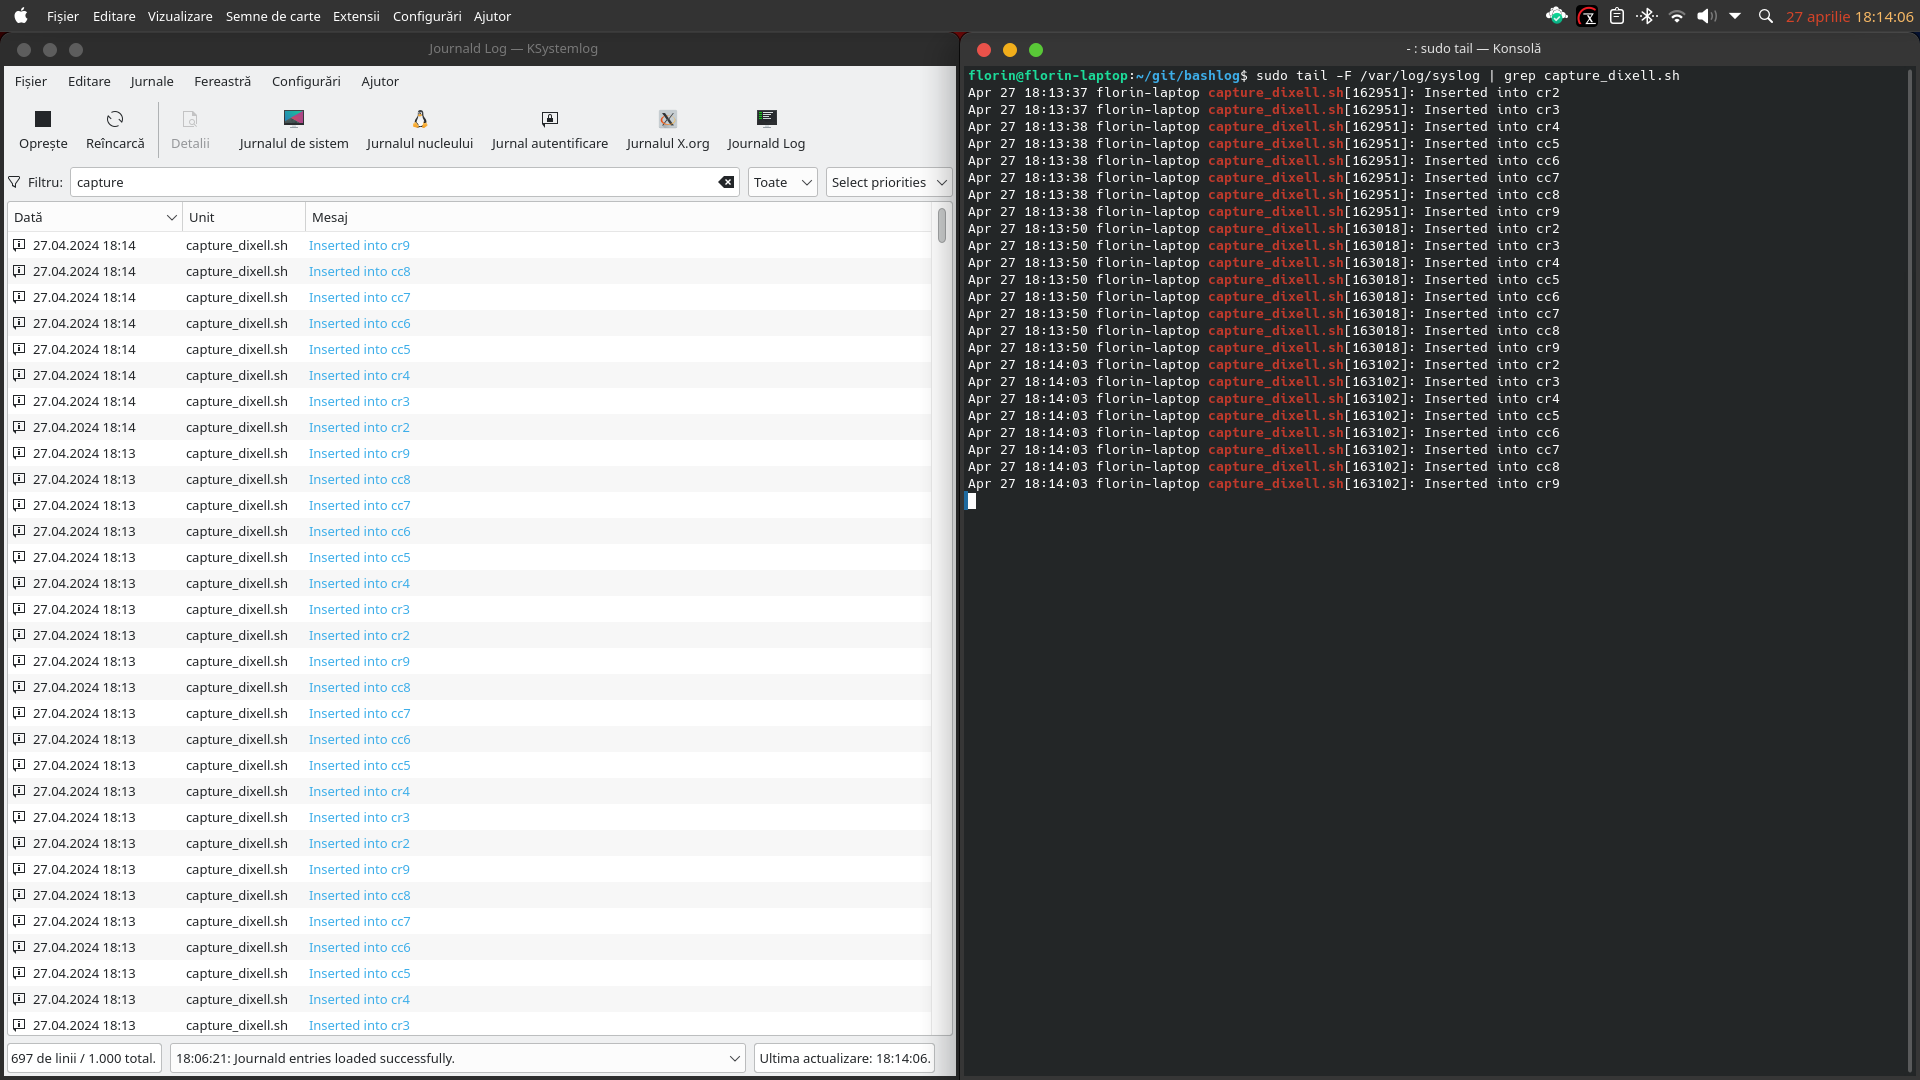 Fișier Editare Vizualizare Semne de carte Extensii Configurări Ajutor
27 aprilie 18:14:06
Journald Log — KSystemlog
Fișier Editare Jurnale Fereastră Configurări Ajutor
Oprește Reîncarcă Detalii Jurnalul de sistem Jurnalul nucleului Jurnal autentificare Jurnalul X.org Journald Log
Filtru: capture Toate Select priorities
Dată Unit Mesaj
27.04.2024 18:14 capture_dixell.sh Inserted into cr9
27.04.2024 18:14 capture_dixell.sh Inserted into cc8
27.04.2024 18:14 capture_dixell.sh Inserted into cc7
27.04.2024 18:14 capture_dixell.sh Inserted into cc6
27.04.2024 18:14 capture_dixell.sh Inserted into cc5
27.04.2024 18:14 capture_dixell.sh Inserted into cr4
27.04.2024 18:14 capture_dixell.sh Inserted into cr3
27.04.2024 18:14 capture_dixell.sh Inserted into cr2
27.04.2024 18:13 capture_dixell.sh Inserted into cr9
27.04.2024 18:13 capture_dixell.sh Inserted into cc8
27.04.2024 18:13 capture_dixell.sh Inserted into cc7
27.04.2024 18:13 capture_dixell.sh Inserted into cc6
27.04.2024 18:13 capture_dixell.sh Inserted into cc5
27.04.2024 18:13 capture_dixell.sh Inserted into cr4
27.04.2024 18:13 capture_dixell.sh Inserted into cr3
27.04.2024 18:13 capture_dixell.sh Inserted into cr2
27.04.2024 18:13 capture_dixell.sh Inserted into cr9
27.04.2024 18:13 capture_dixell.sh Inserted into cc8
27.04.2024 18:13 capture_dixell.sh Inserted into cc7
27.04.2024 18:13 capture_dixell.sh Inserted into cc6
27.04.2024 18:13 capture_dixell.sh Inserted into cc5
27.04.2024 18:13 capture_dixell.sh Inserted into cr4
27.04.2024 18:13 capture_dixell.sh Inserted into cr3
27.04.2024 18:13 capture_dixell.sh Inserted into cr2
27.04.2024 18:13 capture_dixell.sh Inserted into cr9
27.04.2024 18:13 capture_dixell.sh Inserted into cc8
27.04.2024 18:13 capture_dixell.sh Inserted into cc7
27.04.2024 18:13 capture_dixell.sh Inserted into cc6
27.04.2024 18:13 capture_dixell.sh Inserted into cc5
27.04.2024 18:13 capture_dixell.sh Inserted into cr4
27.04.2024 18:13 capture_dixell.sh Inserted into cr3
697 de linii / 1.000 total. 18:06:21: Journald entries loaded successfully. Ultima actualizare: 18:14:06.
- : sudo tail — Konsolă
florin@florin-laptop:~/git/bashlog$ sudo tail -F /var/log/syslog | grep capture_dixell.sh
Apr 27 18:13:37 florin-laptop capture_dixell.sh[162951]: Inserted into cr2
Apr 27 18:13:37 florin-laptop capture_dixell.sh[162951]: Inserted into cr3
Apr 27 18:13:38 florin-laptop capture_dixell.sh[162951]: Inserted into cr4
Apr 27 18:13:38 florin-laptop capture_dixell.sh[162951]: Inserted into cc5
Apr 27 18:13:38 florin-laptop capture_dixell.sh[162951]: Inserted into cc6
Apr 27 18:13:38 florin-laptop capture_dixell.sh[162951]: Inserted into cc7
Apr 27 18:13:38 florin-laptop capture_dixell.sh[162951]: Inserted into cc8
Apr 27 18:13:38 florin-laptop capture_dixell.sh[162951]: Inserted into cr9
Apr 27 18:13:50 florin-laptop capture_dixell.sh[163018]: Inserted into cr2
Apr 27 18:13:50 florin-laptop capture_dixell.sh[163018]: Inserted into cr3
Apr 27 18:13:50 florin-laptop capture_dixell.sh[163018]: Inserted into cr4
Apr 27 18:13:50 florin-laptop capture_dixell.sh[163018]: Inserted into cc5
Apr 27 18:13:50 florin-laptop capture_dixell.sh[163018]: Inserted into cc6
Apr 27 18:13:50 florin-laptop capture_dixell.sh[163018]: Inserted into cc7
Apr 27 18:13:50 florin-laptop capture_dixell.sh[163018]: Inserted into cc8
Apr 27 18:13:50 florin-laptop capture_dixell.sh[163018]: Inserted into cr9
Apr 27 18:14:03 florin-laptop capture_dixell.sh[163102]: Inserted into cr2
Apr 27 18:14:03 florin-laptop capture_dixell.sh[163102]: Inserted into cr3
Apr 27 18:14:03 florin-laptop capture_dixell.sh[163102]: Inserted into cr4
Apr 27 18:14:03 florin-laptop capture_dixell.sh[163102]: Inserted into cc5
Apr 27 18:14:03 florin-laptop capture_dixell.sh[163102]: Inserted into cc6
Apr 27 18:14:03 florin-laptop capture_dixell.sh[163102]: Inserted into cc7
Apr 27 18:14:03 florin-laptop capture_dixell.sh[163102]: Inserted into cc8
Apr 27 18:14:03 florin-laptop capture_dixell.sh[163102]: Inserted into cr9